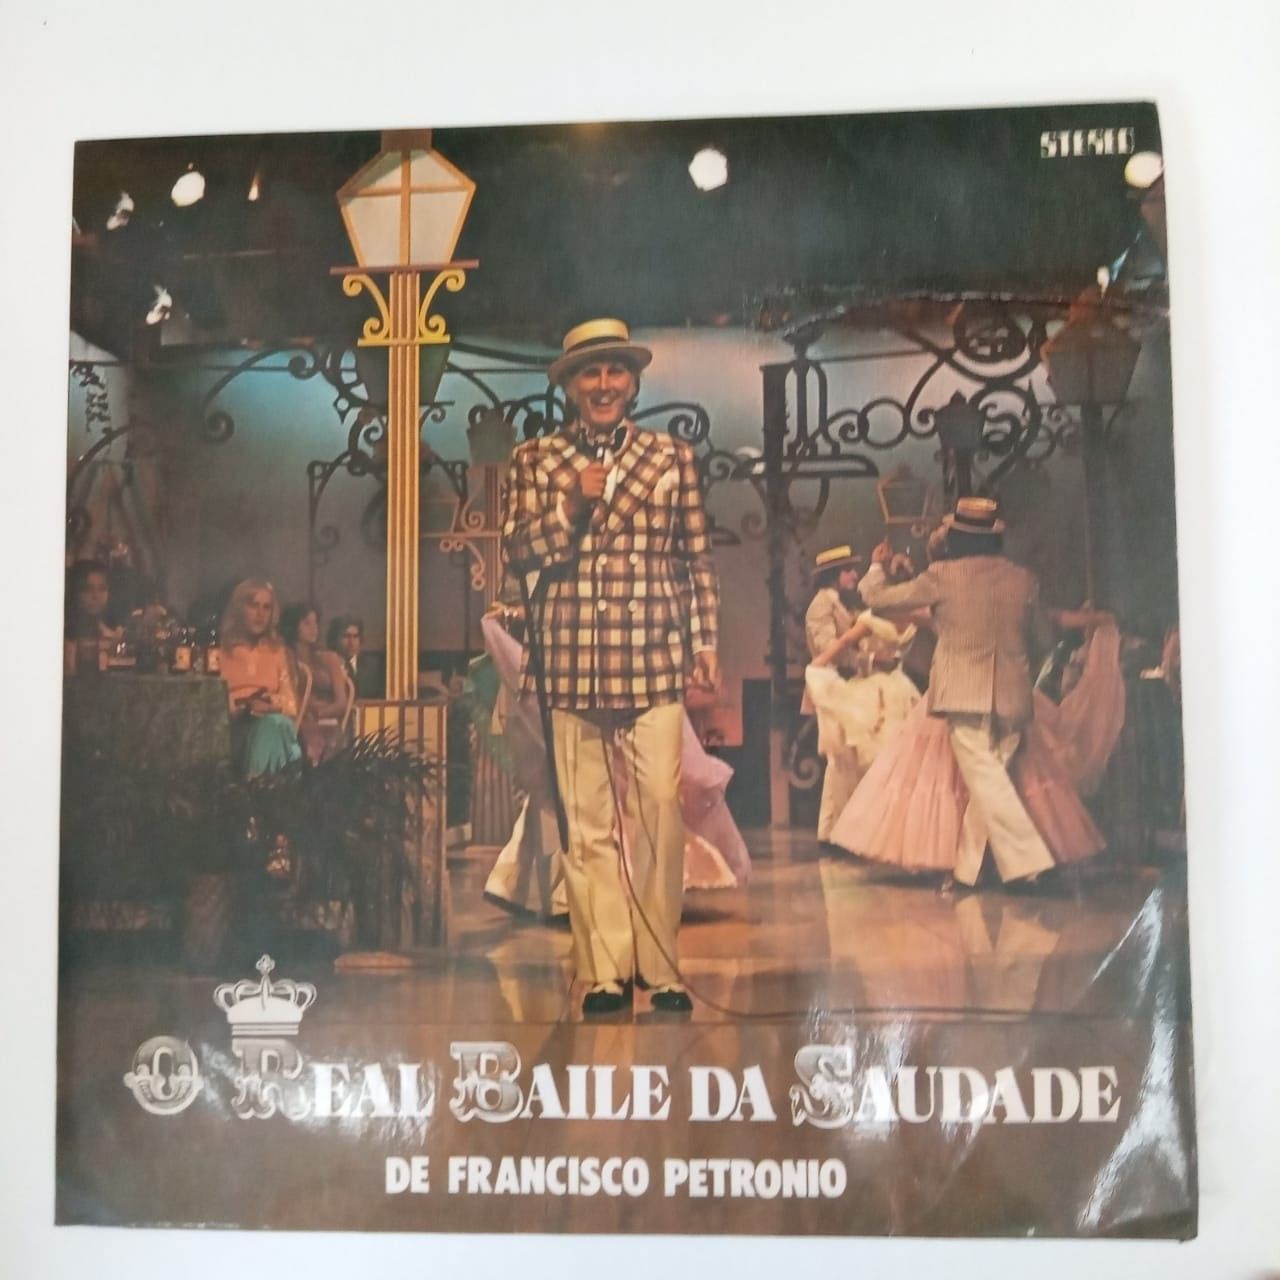 STEREO
O REAL BAILE DA SAUDADE
DE FRANCISCO PETRONIO